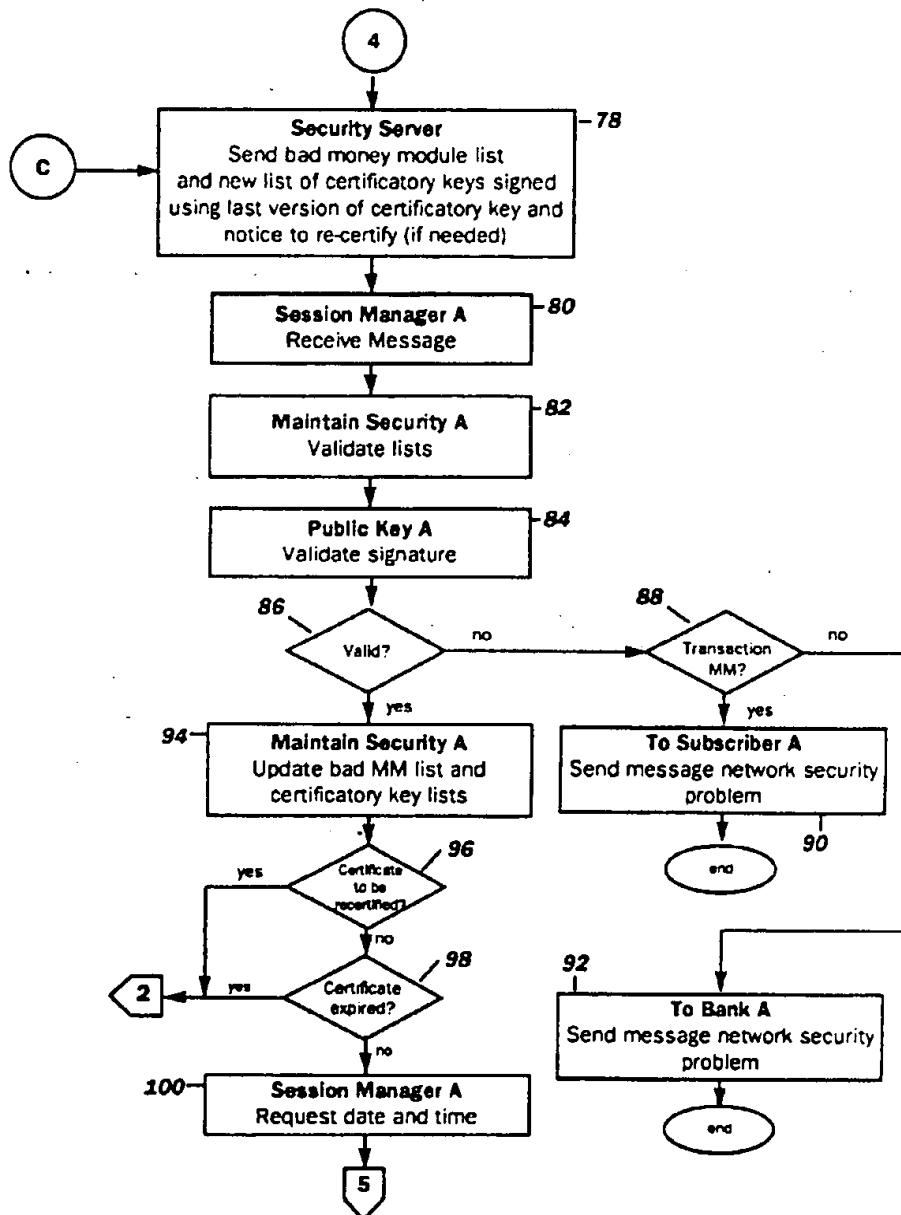 4
C
Security Server
78
Send bad money module list
and new list of certificatory keys signed
using last version of certificatory key and
notice to re-certify (if needed)
Session Manager A
80
Receive Message
Maintain Security A
82
Validate lists
Public Key A
84
Validate signature
86
Valid?
no
88
Transaction
MM?
no
yes
yes
94
Maintain Security A
Update bad MM list and
certificatory key lists
To Subscriber A
Send message network security
problem
90
end
96
Certificate
to be
recertified?
yes
no
98
Certificate
expired?
yes
2
no
92
To Bank A
Send message network security
problem
end
100
Session Manager A
Request date and time
5